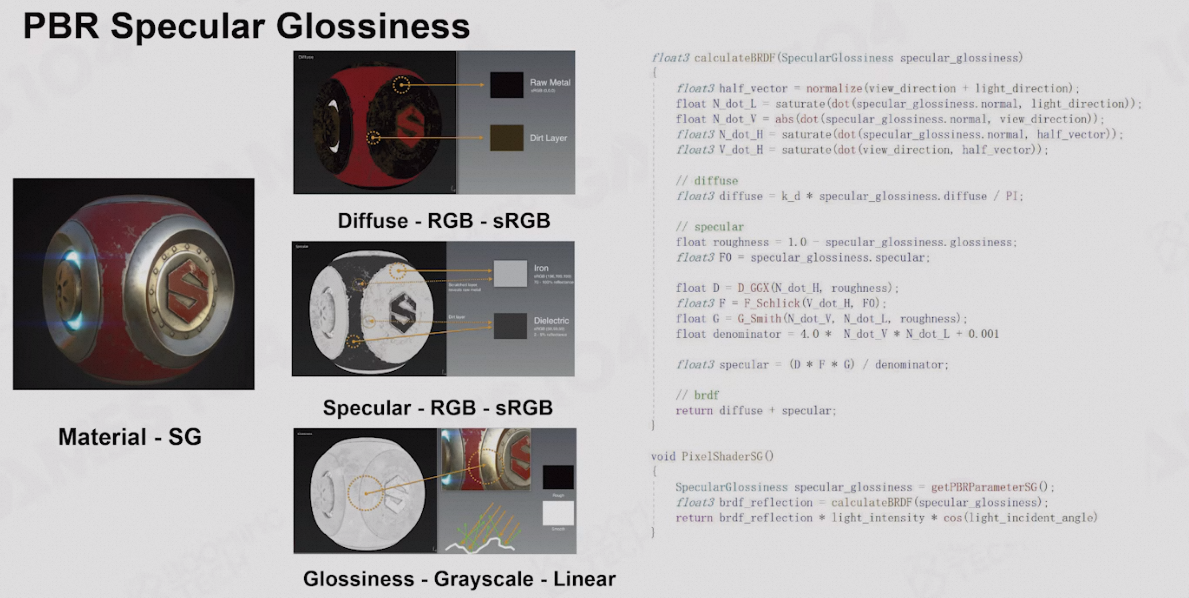 PBR Specular Glossiness
Diffuse
Raw Metal
Dirt Layer
Diffuse - RGB - sRGB
Iron
Dielectric
Dirt layer
Specular - RGB - sRGB
Material - SG
Rough
Smooth
Glossiness - Grayscale - Linear
float3 calculateBRDF(SpecularGlossiness specular_glossiness)
{
float3 half_vector = normalize(view_direction + light_direction);
float N_dot_L = saturate(dot(specular_glossiness.normal, light_direction));
float N_dot_V = abs(dot(specular_glossiness.normal, view_direction));
float3 N_dot_H = saturate(dot(specular_glossiness.normal, half_vector));
float3 V_dot_H = saturate(dot(view_direction, half_vector));
// diffuse
float3 diffuse = k_d * specular_glossiness.diffuse / PI;
// specular
float roughness = 1.0 - specular_glossiness.glossiness;
float3 F0 = specular_glossiness.specular;
float D = D_GGX(N_dot_H, roughness);
float3 F = F_Schlick(V_dot_H, F0);
float G = G_Smith(N_dot_V, N_dot_L, roughness);
float denominator = 4.0 * N_dot_V * N_dot_L + 0.001
float3 specular = (D * F * G) / denominator;
// brdf
return diffuse + specular;
}
void PixelShaderSG()
{
SpecularGlossiness specular_glossiness = getPBRParameterSG();
float3 brdf_reflection = calculateBRDF(specular_glossiness);
return brdf_reflection * light_intensity * cos(light_incident_angle)
}